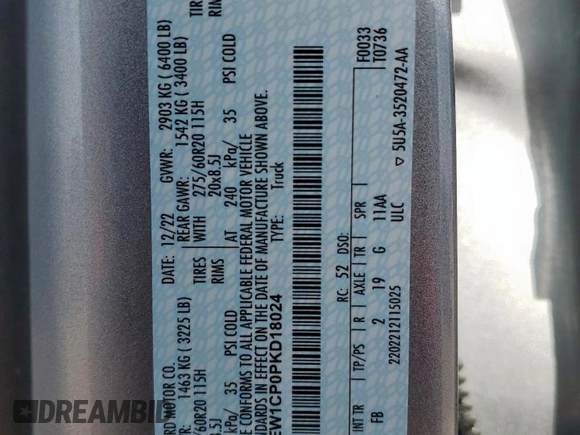 RD MOTOR CO. DATE: 12/22 GVWR: 2903 KG ( 6400 LB)
1463 KG ( 3225 LB) REAR GAWR: 1542 KG ( 3400 LB)
60R20 115H TIRES WITH 275/60R20 115H TIRE
RIMS 20x8.5J RIM
kPa/ 35 PSI COLD AT 240 kPa/ 35 PSI COLD
CONFORMS TO ALL APPLICABLE FEDERAL MOTOR VEHICLE
IN EFFECT ON THE DATE OF MANUFACTURE SHOWN ABOVE.
EW1CP0PKD18024 TYPE: Truck
RC: 52 DSO: F0033
T0736
INT TR TP/PS R AXLE TR SPR
FB 2 19 G 11AA
2202212115025 ULC ▽ 5U5A-3520472-AA
DREAMBID